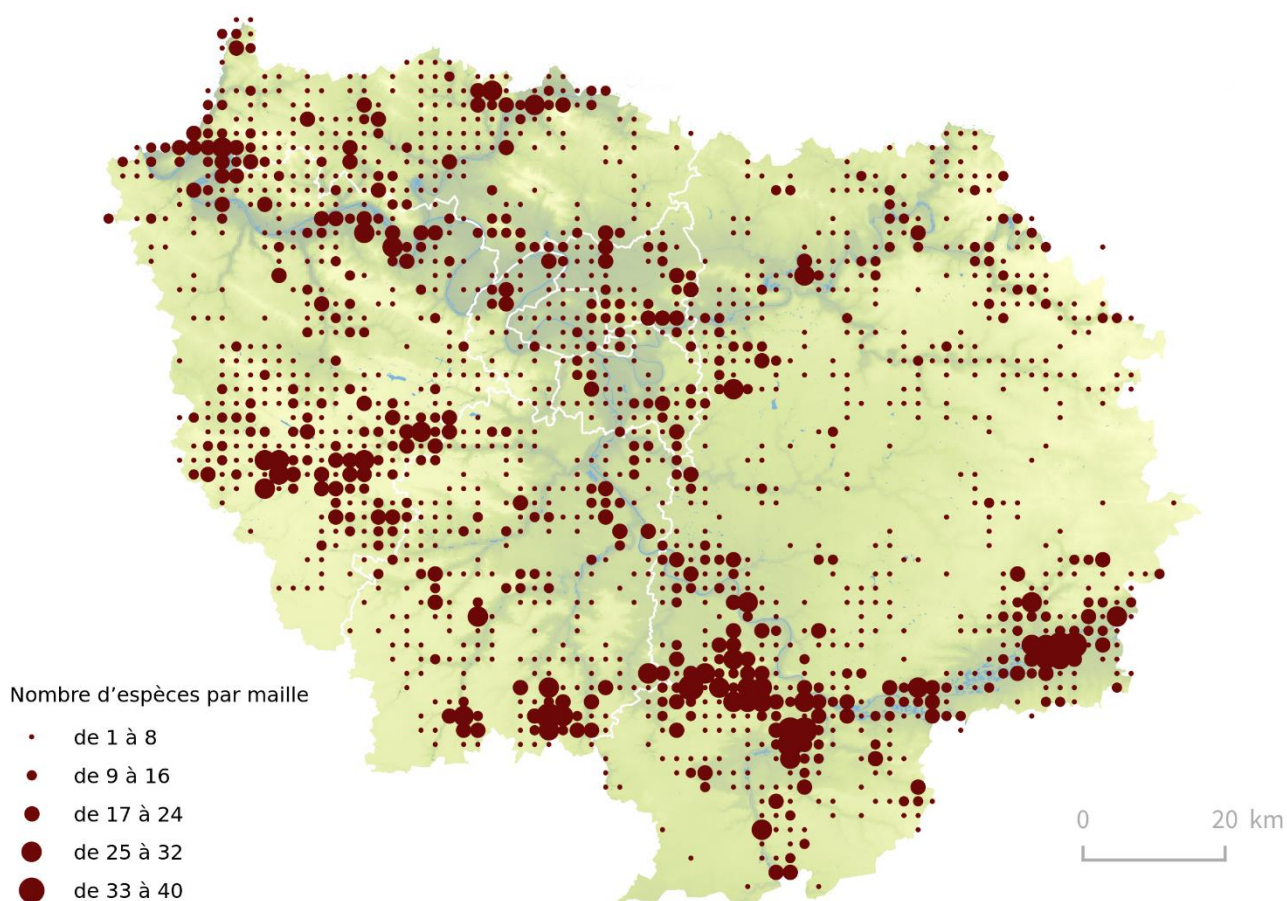 Nombre d’espèces par maille
de 1 à 8
de 9 à 16
de 17 à 24
de 25 à 32
de 33 à 40
0 20 km